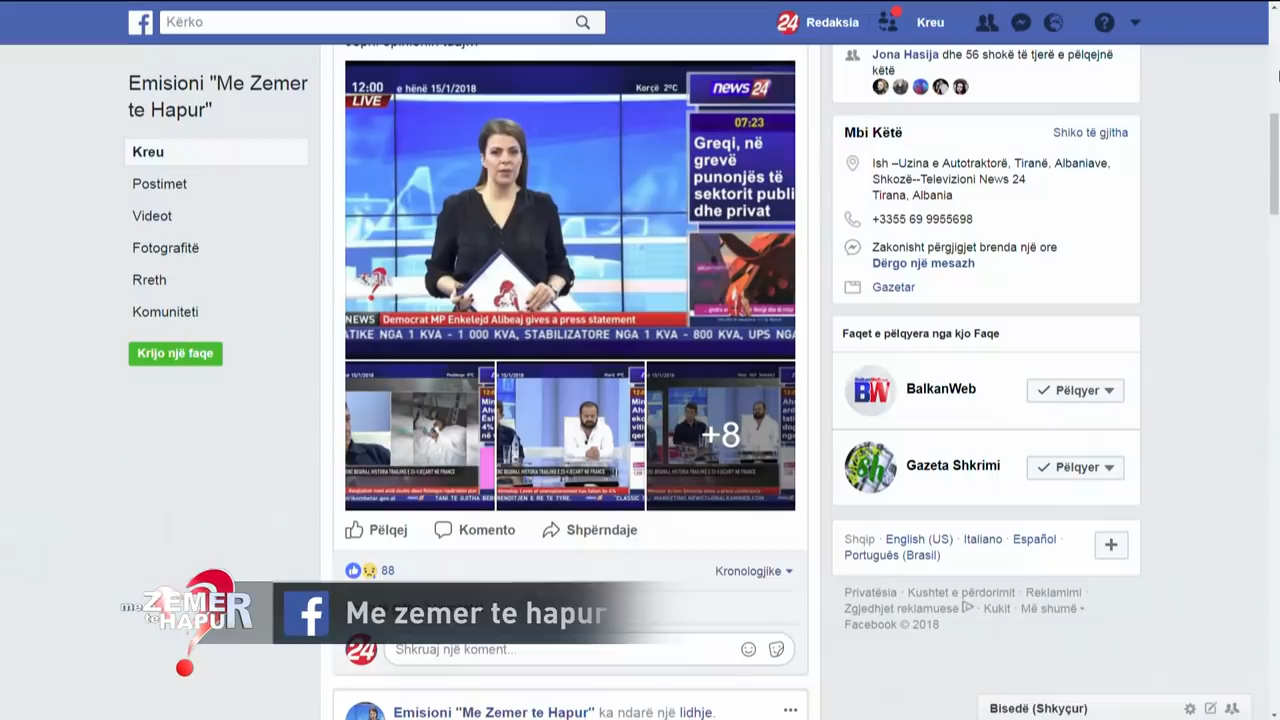 Kërko
24 Redaksia
Kreu
Emisioni "Me Zemer
te Hapur"
Kreu
Postimet
Videot
Fotografitë
Rreth
Komuniteti
Krijo një faqe
12:00
LIVE
e hënë 15/1/2018
Korçë 2°C
news 24
07:23
Greqi, në
grevë
punonjës të
sektorit publi
dhe privat
NEWS Democrat MP Enkelejd Alibeaj gives a press statement
ATIKE NGA 1 KVA - 1 000 KVA, STABILIZATORE NGA 1 KVA - 800 KVA, UPS NGA
+8
Pëlqej
Komento
Shpërndaje
88
Kronologjike
Shkruaj një koment...
24
Emisioni "Me Zemer te Hapur" ka ndarë një lidhje.
me ZEMER
te HAPUR
Me zemer te hapur
Jona Hasija dhe 56 shokë të tjerë e pëlqejnë
këtë
Mbi Këtë
Shiko të gjitha
Ish –Uzina e Autotraktorë, Tiranë, Albaniave,
Shkozë--Televizioni News 24
Tirana, Albania
+3355 69 9955698
Zakonisht përgjigjet brenda një ore
Dërgo një mesazh
Gazetar
Faqet e pëlqyera nga kjo Faqe
BW
BalkanWeb
Pëlqyer
Gazeta Shkrimi
Pëlqyer
Shqip · English (US) · Italiano · Español ·
Português (Brasil)
Privatësia · Kushtet e përdorimit · Reklamimi ·
Zgjedhjet reklamuese · Kukit · Më shumë
Facebook © 2018
Bisedë (Shkyçur)